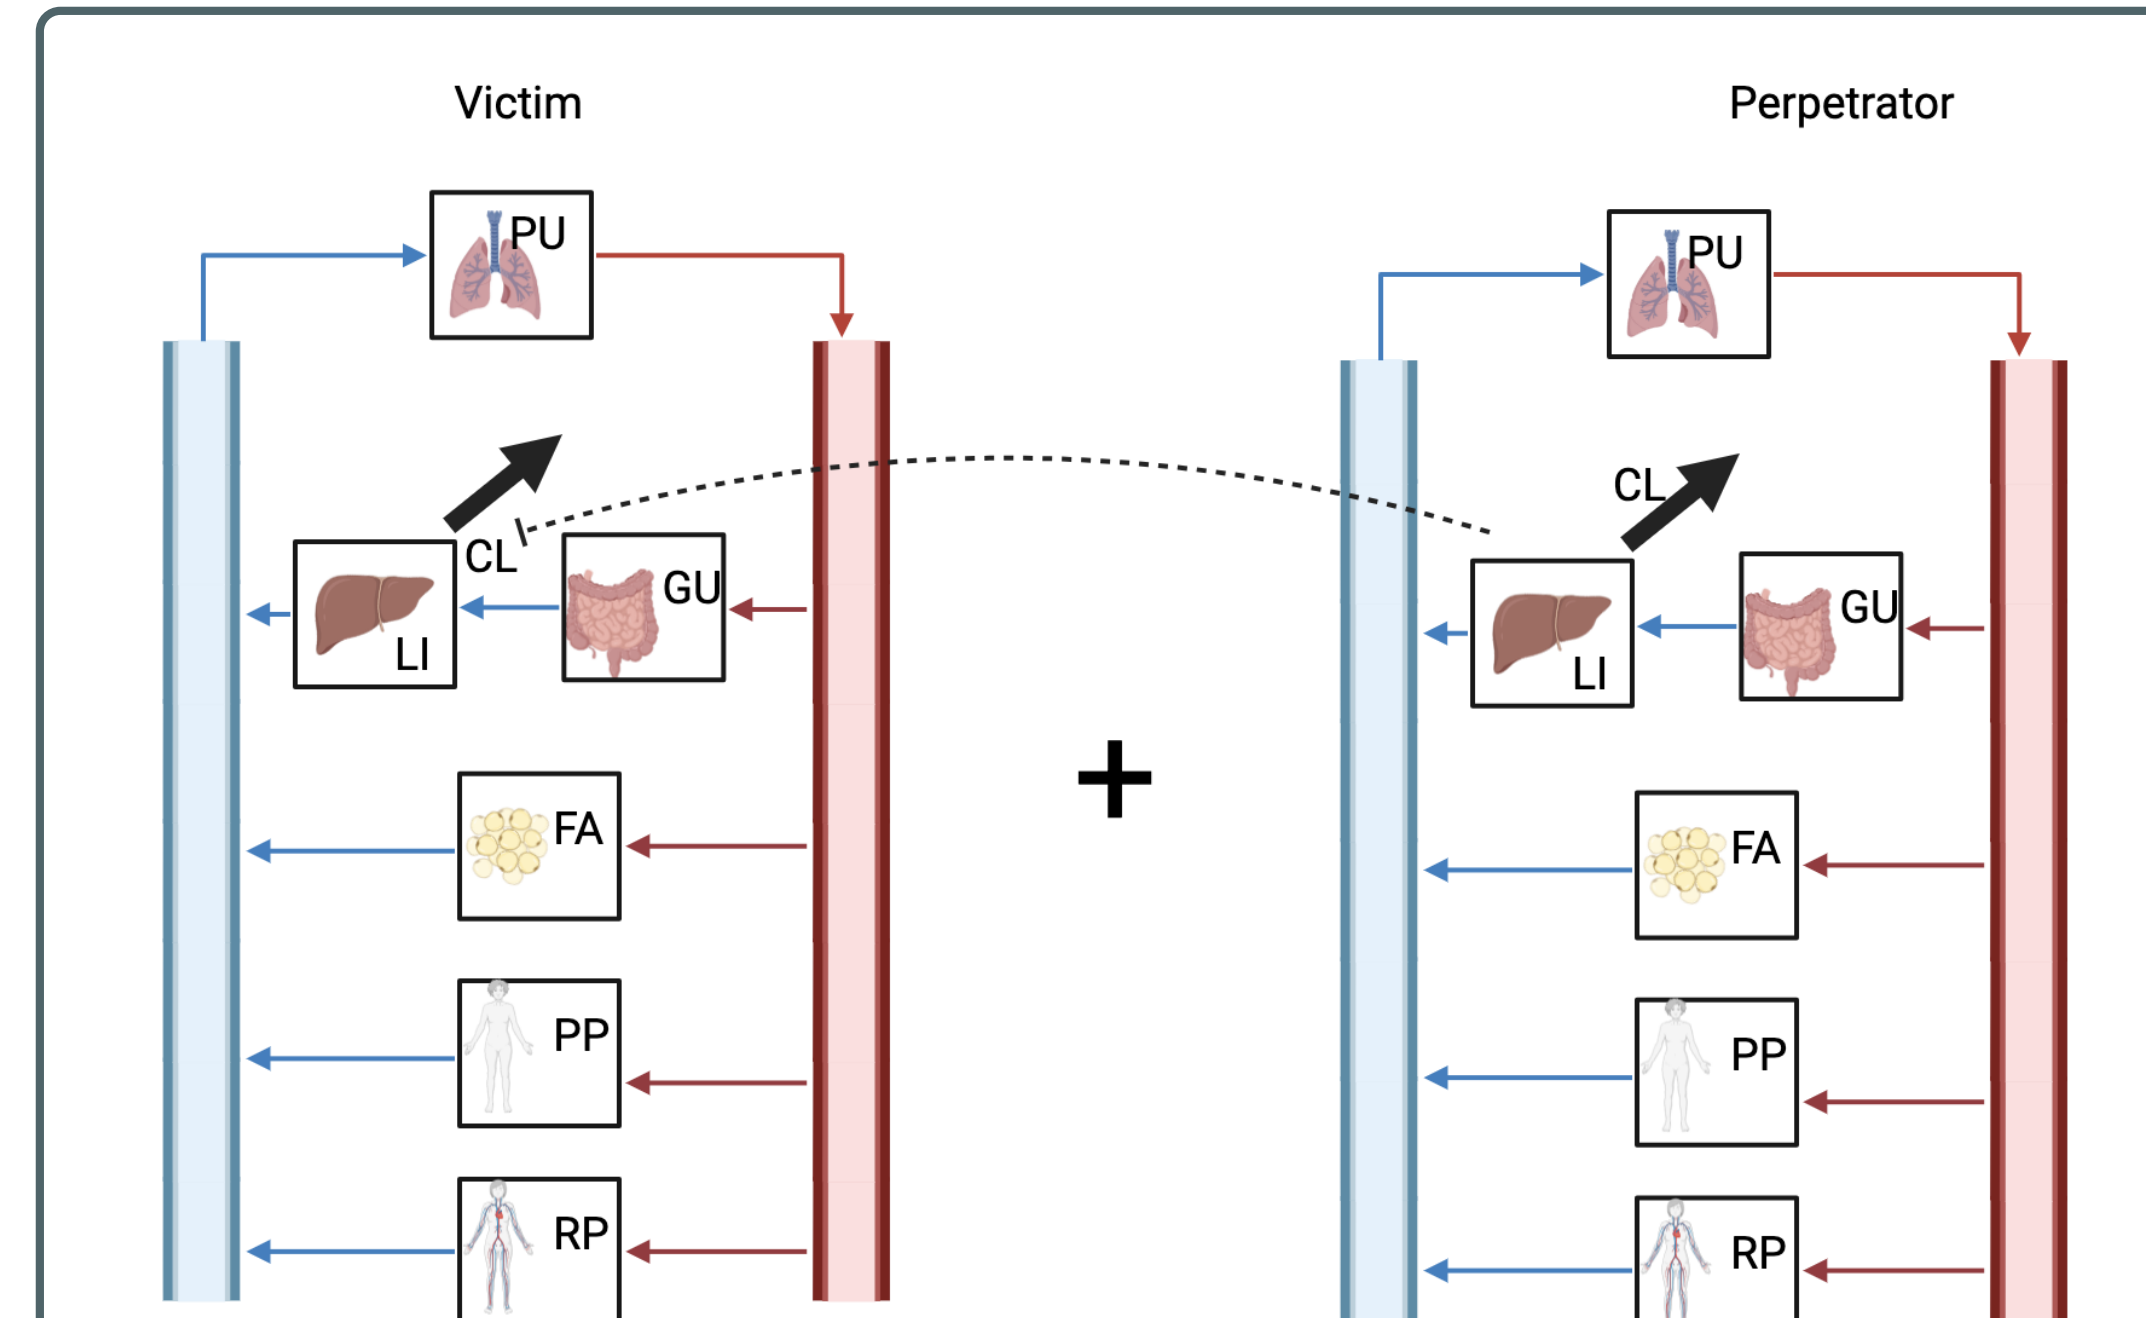 Victim
Perpetrator
PU
PU
CL
CL
GU
GU
LI
LI
FA
FA
PP
PP
RP
RP
+